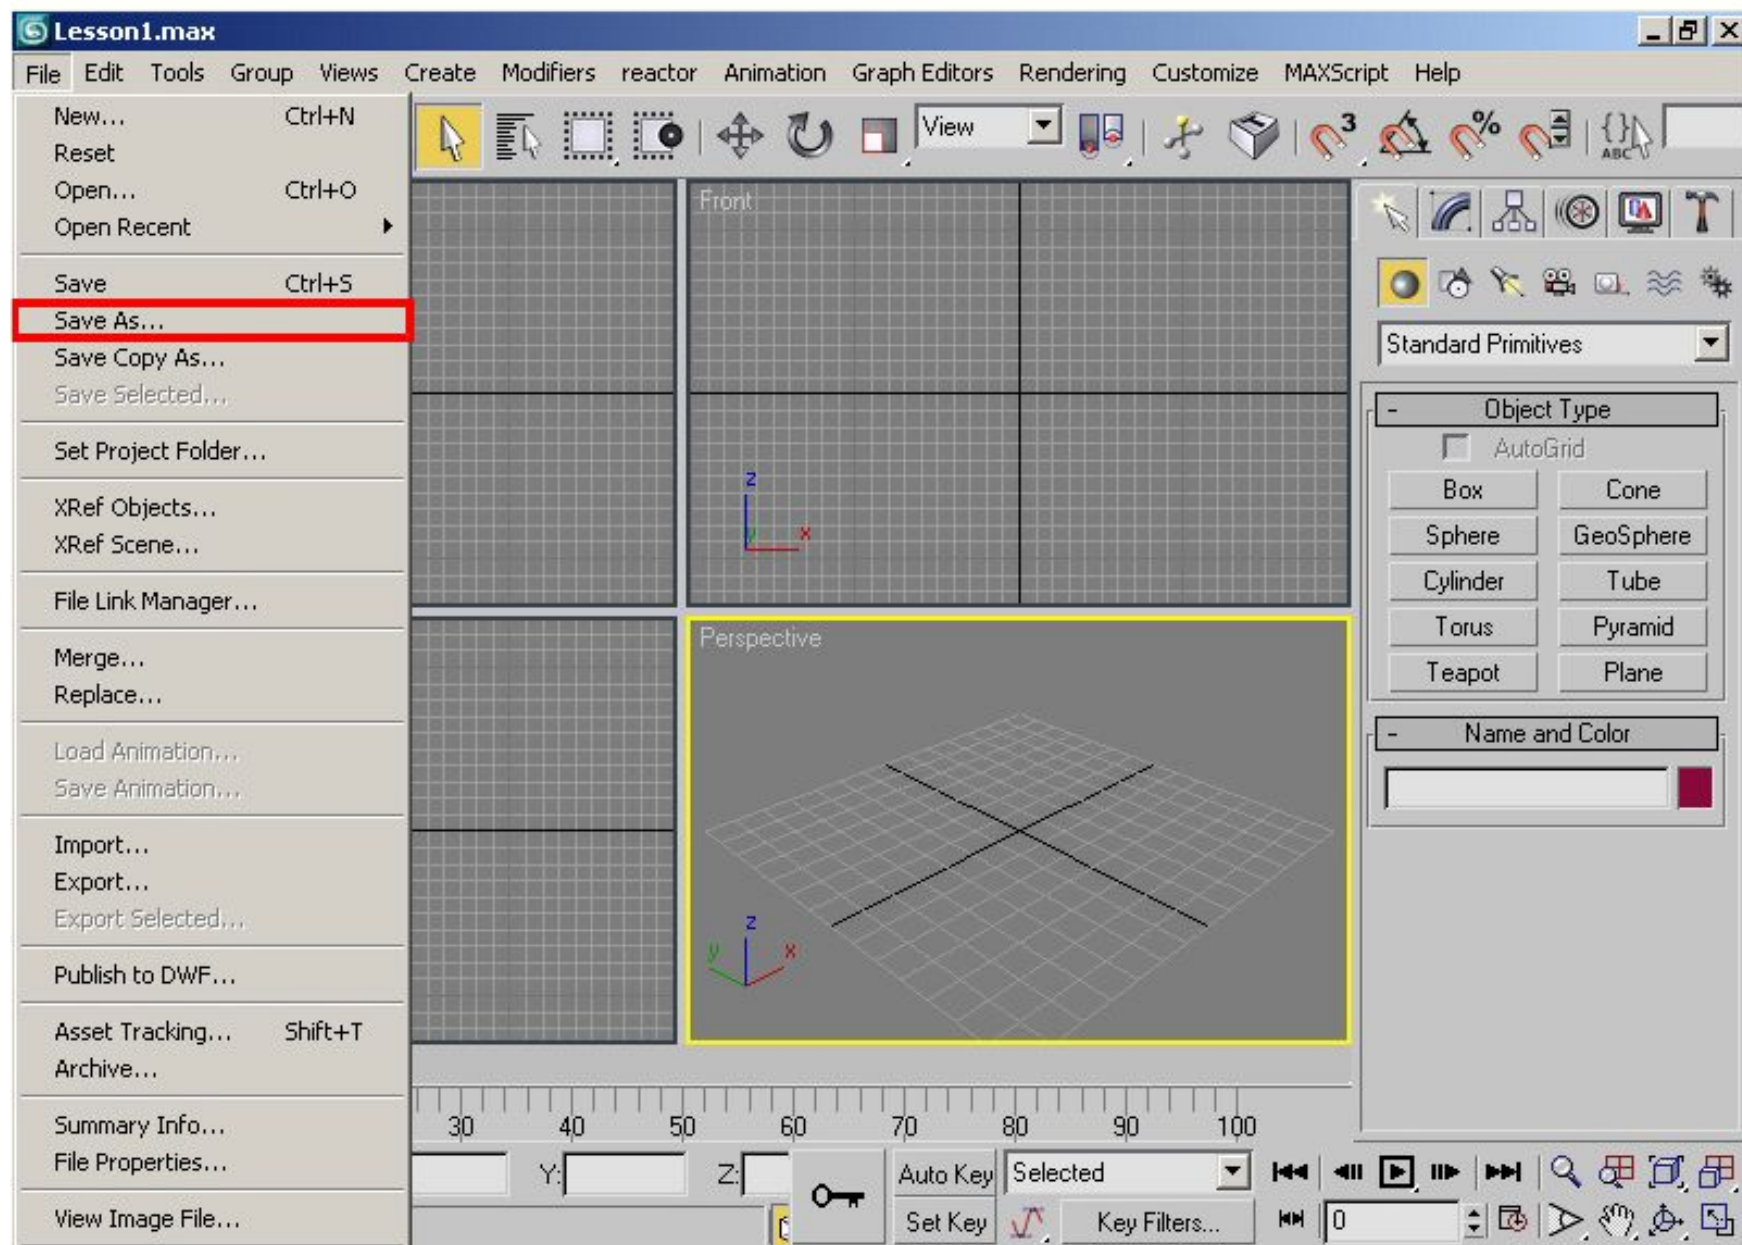 Lesson1.max
File Edit Tools Group Views Create Modifiers reactor Animation Graph Editors Rendering Customize MAXScript Help
New... Ctrl+N
Reset
Open... Ctrl+O
Open Recent
Save Ctrl+S
Save As...
Save Copy As...
Save Selected...
Set Project Folder...
XRef Objects...
XRef Scene...
File Link Manager...
Merge...
Replace...
Load Animation...
Save Animation...
Import...
Export...
Export Selected...
Publish to DWF...
Asset Tracking... Shift+T
Archive...
Summary Info...
File Properties...
View Image File...
View
3
%
{}
ABC
Front
z
y x
Perspective
z
y x
Standard Primitives
- Object Type
AutoGrid
Box Cone
Sphere GeoSphere
Cylinder Tube
Torus Pyramid
Teapot Plane
- Name and Color
30 40 50 60 70 80 90 100
Y: Z:
Auto Key Selected
Set Key Key Filters...
0